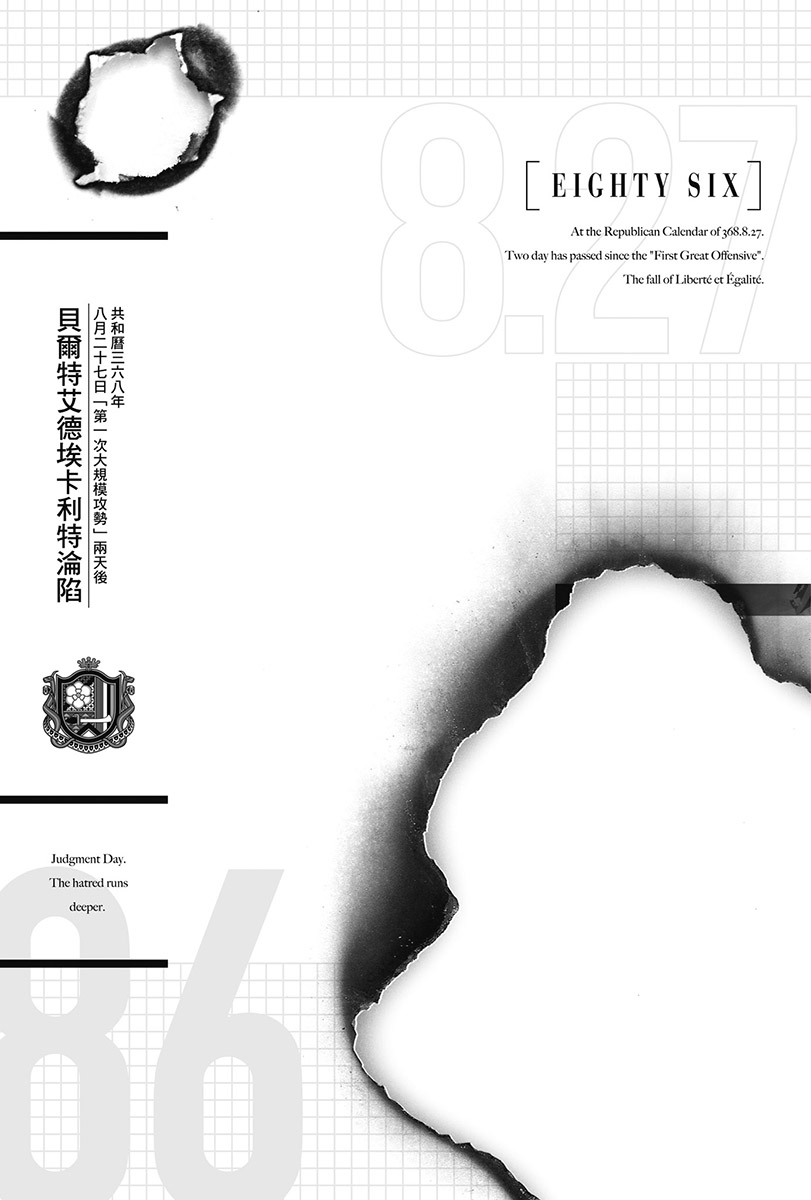 8.27
[ EIGHTY SIX ]
At the Republican Calendar of 368.8.27.
Two day has passed since the "First Great Offensive".
The fall of Liberté et Égalité.
共和曆三六八年
八月二十七日「第一次大規模攻勢」兩天後
貝爾特艾德埃卡利特淪陷
Judgment Day.
The hatred runs
deeper.
86